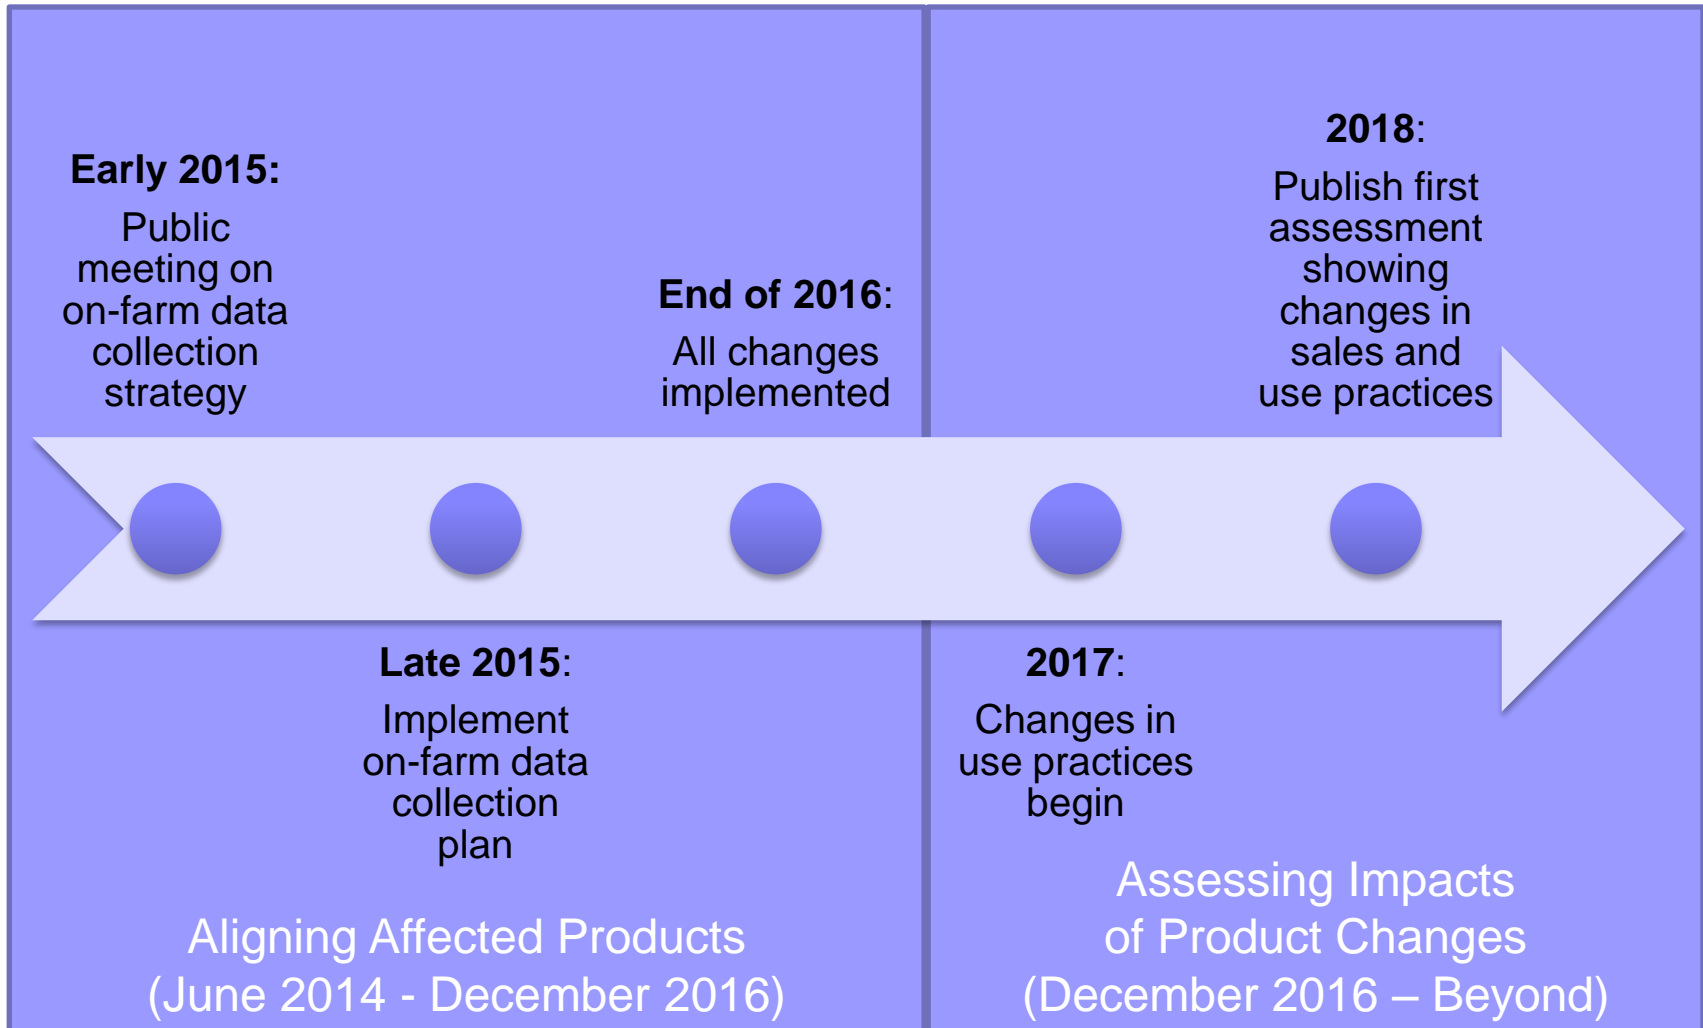 Early 2015:
Public
meeting on
on-farm data
collection
strategy
Late 2015:
Implement
on-farm data
collection
plan
End of 2016:
All changes
implemented
2017:
Changes in
use practices
begin
2018:
Publish first
assessment
showing
changes in
sales and
use practices
Aligning Affected Products
(June 2014 - December 2016)
Assessing Impacts
of Product Changes
(December 2016 – Beyond)